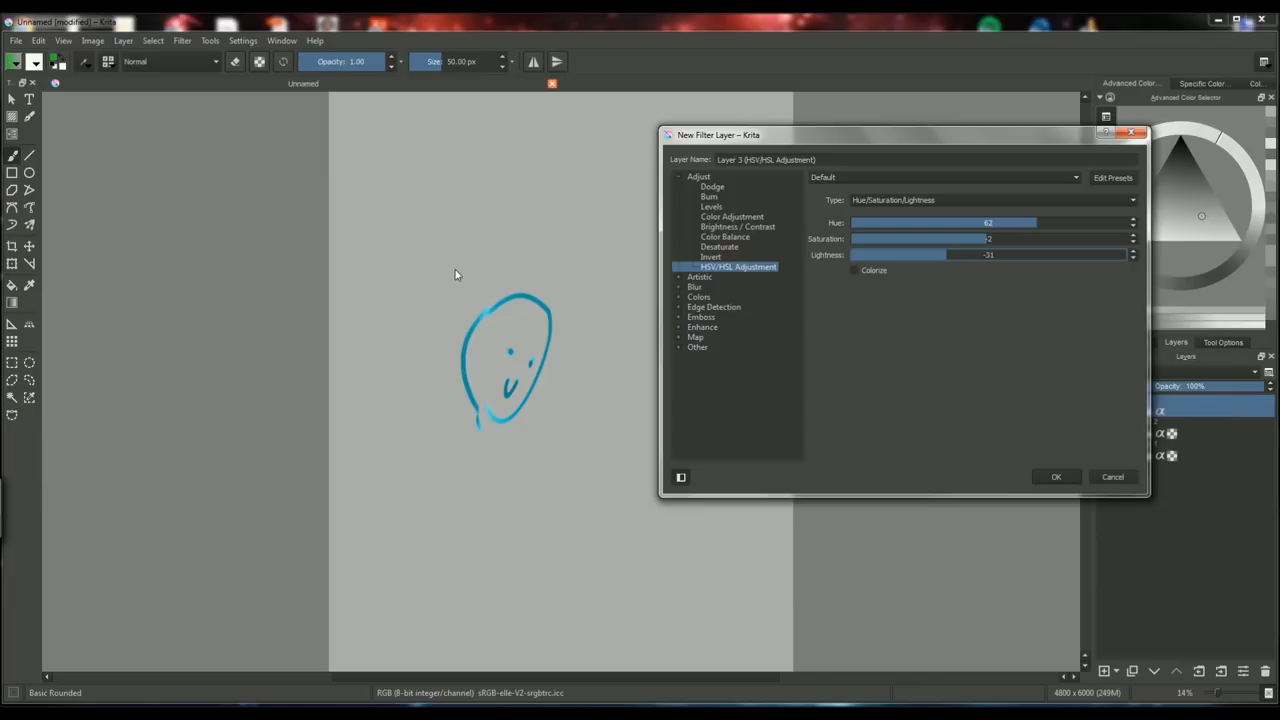 Unnamed [modified] – Krita
File Edit View Image Layer Select Filter Tools Settings Window Help
Normal Opacity: 1.00 Size: 50.00 px
T...
Unnamed
Advanced Color... Specific Color... Col...
Advanced Color Selector
New Filter Layer – Krita
Layer Name: Layer 3 (HSV/HSL Adjustment)
Adjust
Dodge
Burn
Levels
Color Adjustment
Brightness / Contrast
Color Balance
Desaturate
Invert
HSV/HSL Adjustment
Artistic
Blur
Colors
Edge Detection
Emboss
Enhance
Map
Other
Default Edit Presets
Type: Hue/Saturation/Lightness
Hue: 62
Saturation: -2
Lightness: -31
Colorize
OK Cancel
Layers Tool Options
Layers
Opacity: 100%
2
1
Basic Rounded RGB (8-bit integer/channel) sRGB-elle-V2-srgbtrc.icc 4800 x 6000 (249M) 14%